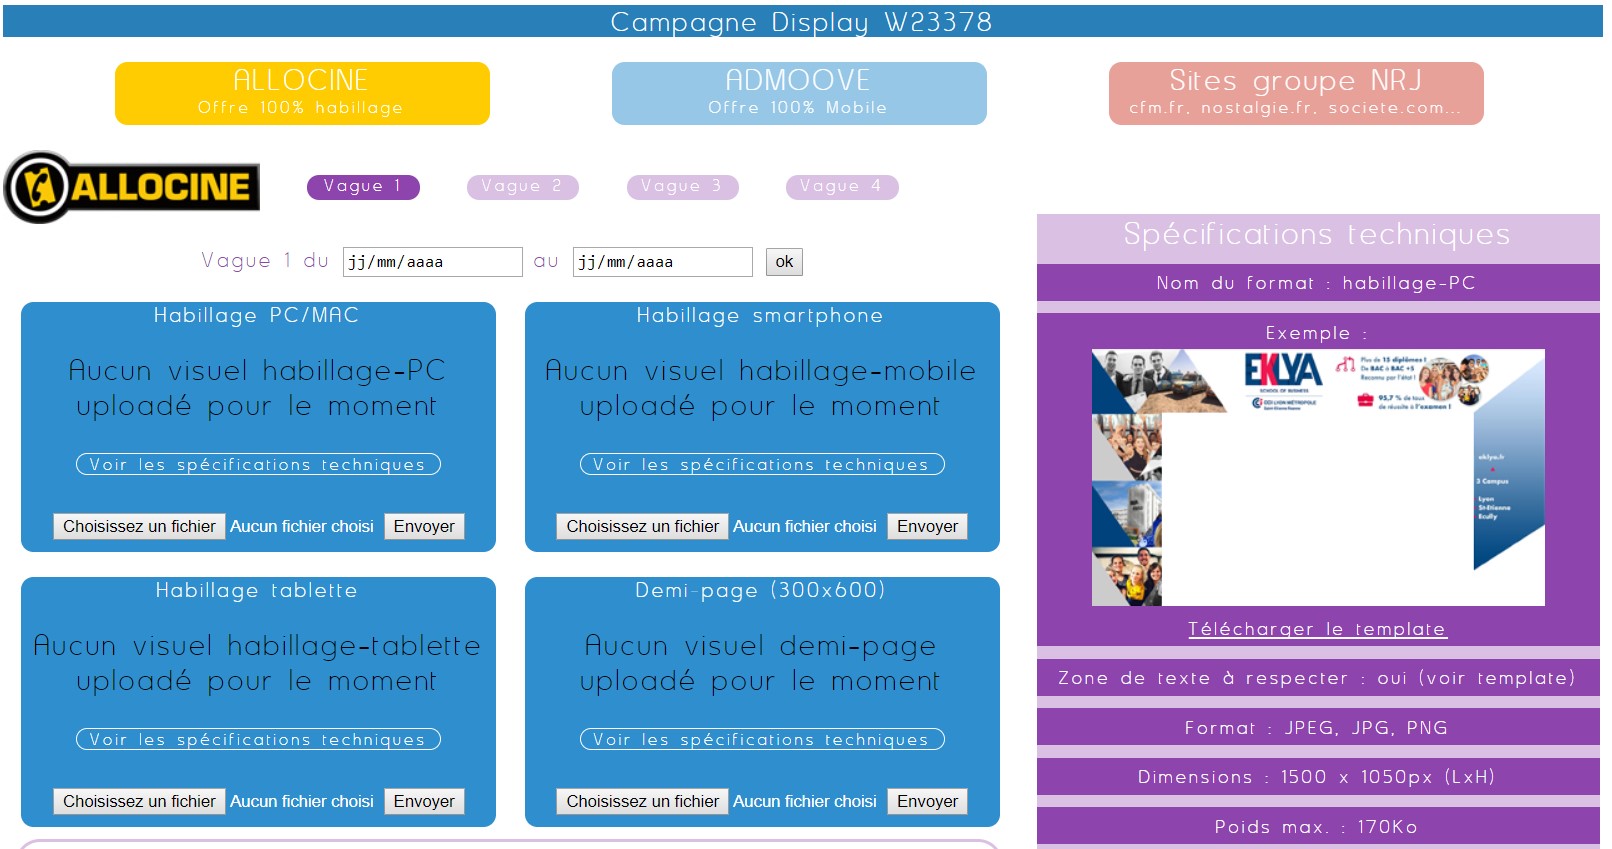 Campagne Display W23378
ALLOCINE
Offre 100% habillage
ADMOOVE
Offre 100% Mobile
Sites groupe NRJ
cfm.fr, nostalgie.fr, societe.com...
ALLOCINE
Vague 1
Vague 2
Vague 3
Vague 4
Vague 1 du jj/mm/aaaa au jj/mm/aaaa ok
Habillage PC/MAC
Aucun visuel habillage-PC
uploadé pour le moment
Voir les spécifications techniques
Choisissez un fichier Aucun fichier choisi Envoyer
Habillage smartphone
Aucun visuel habillage-mobile
uploadé pour le moment
Voir les spécifications techniques
Choisissez un fichier Aucun fichier choisi Envoyer
Habillage tablette
Aucun visuel habillage-tablette
uploadé pour le moment
Voir les spécifications techniques
Choisissez un fichier Aucun fichier choisi Envoyer
Demi-page (300x600)
Aucun visuel demi-page
uploadé pour le moment
Voir les spécifications techniques
Choisissez un fichier Aucun fichier choisi Envoyer
Spécifications techniques
Nom du format : habillage-PC
Exemple :
EKLYA
SCHOOL OF BUSINESS
CCI LYON MÉTROPOLE
Saint-Etienne Roanne
Plus de 15 diplômes !
De BAC à BAC +5
Reconnu par l'état !
95,7 % de taux
de réussite à l'examen !
eklya.fr
3 Campus
Lyon
St-Etienne
Ecully
Télécharger le template
Zone de texte à respecter : oui (voir template)
Format : JPEG, JPG, PNG
Dimensions : 1500 x 1050px (LxH)
Poids max. : 170Ko